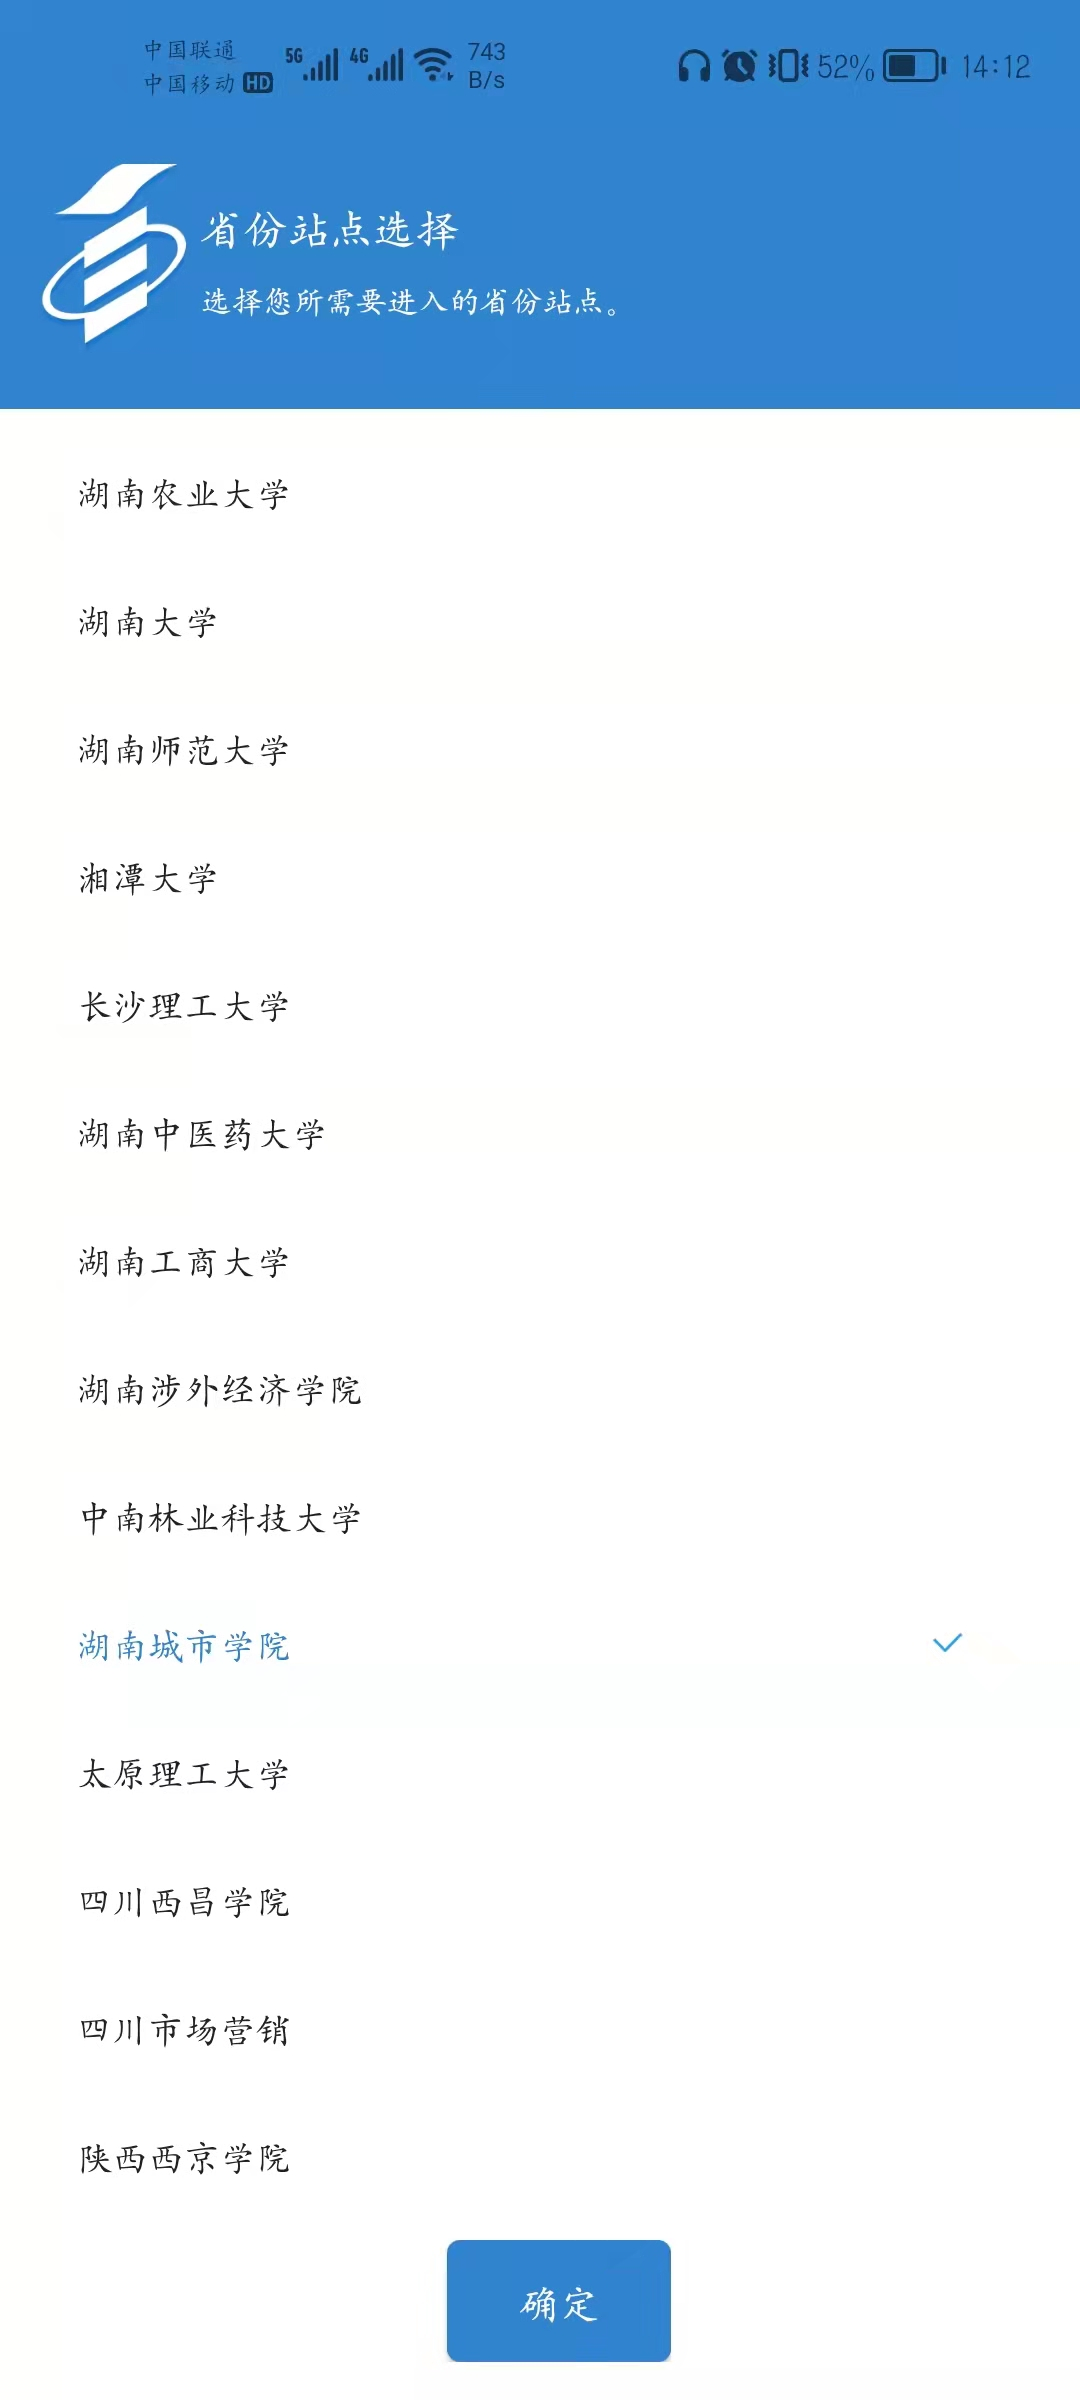 中国联通
中国移动 HD
5G 4G 743 B/s
52% 14:12
省份站点选择
选择您所需要进入的省份站点。
湖南农业大学
湖南大学
湖南师范大学
湘潭大学
长沙理工大学
湖南中医药大学
湖南工商大学
湖南涉外经济学院
中南林业科技大学
湖南城市学院
太原理工大学
四川西昌学院
四川市场营销
陕西西京学院
确定